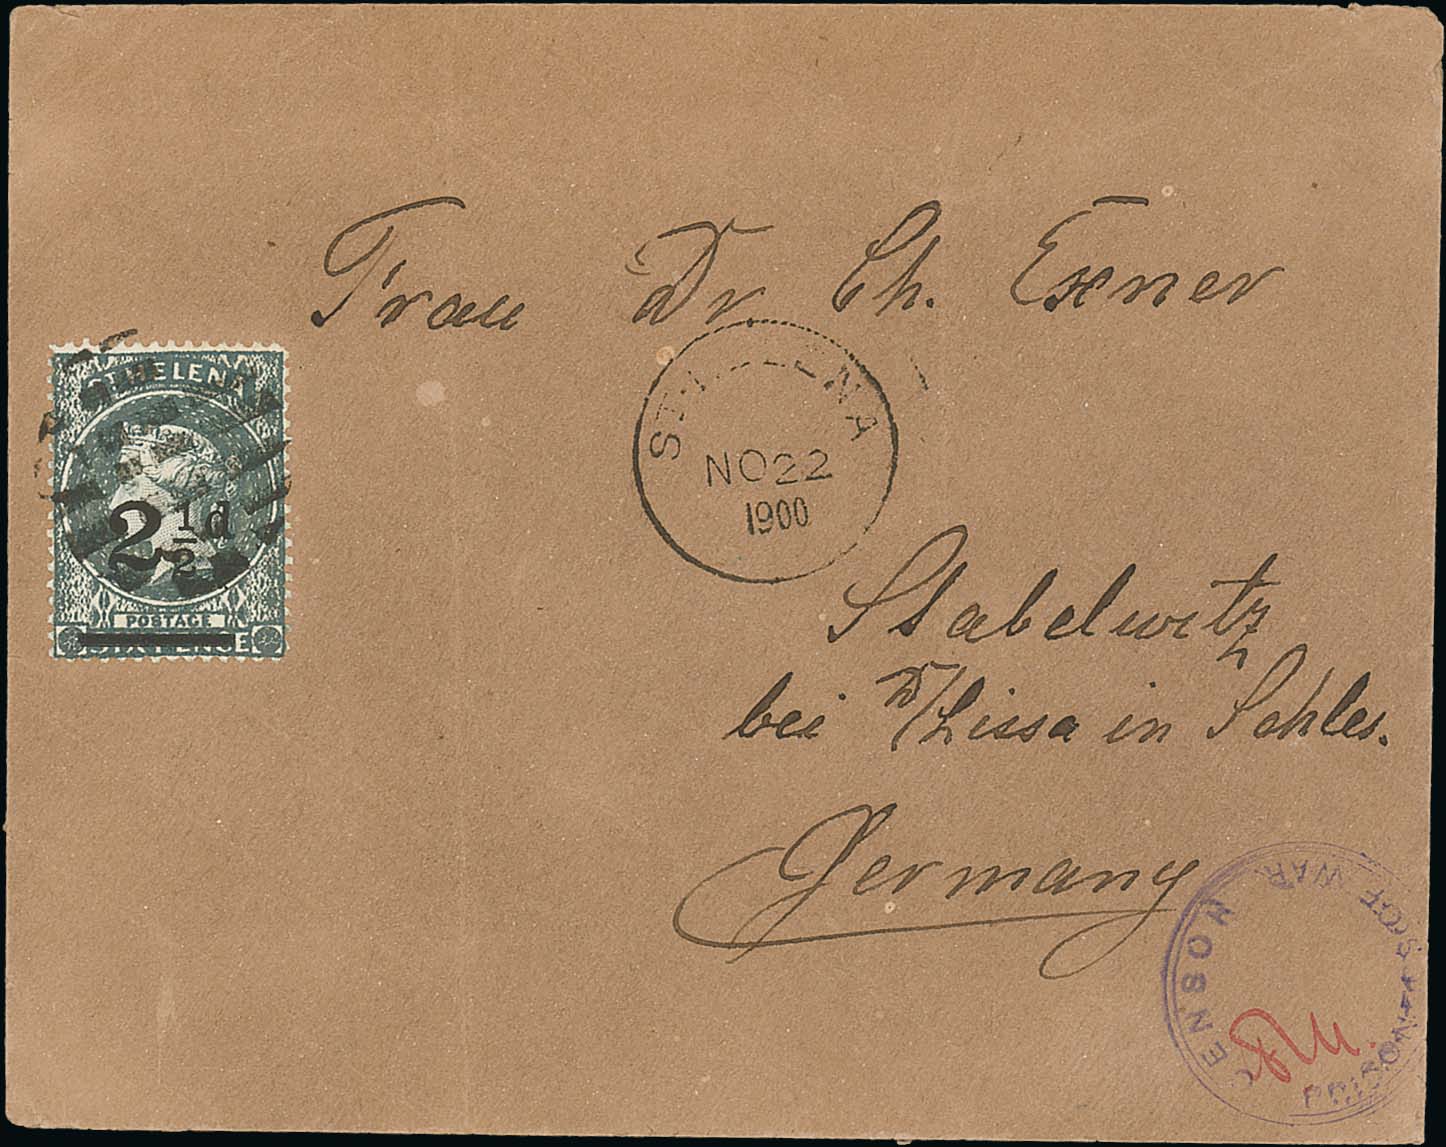 Frau Dr Ch. Exner
ST. HELENA
NO 22
1900
ST HELENA
2½d
POSTAGE
SIX PENCE
Stabelwitz
bei D/Lissa in Schles.
Germany
PRISON
OF WAR